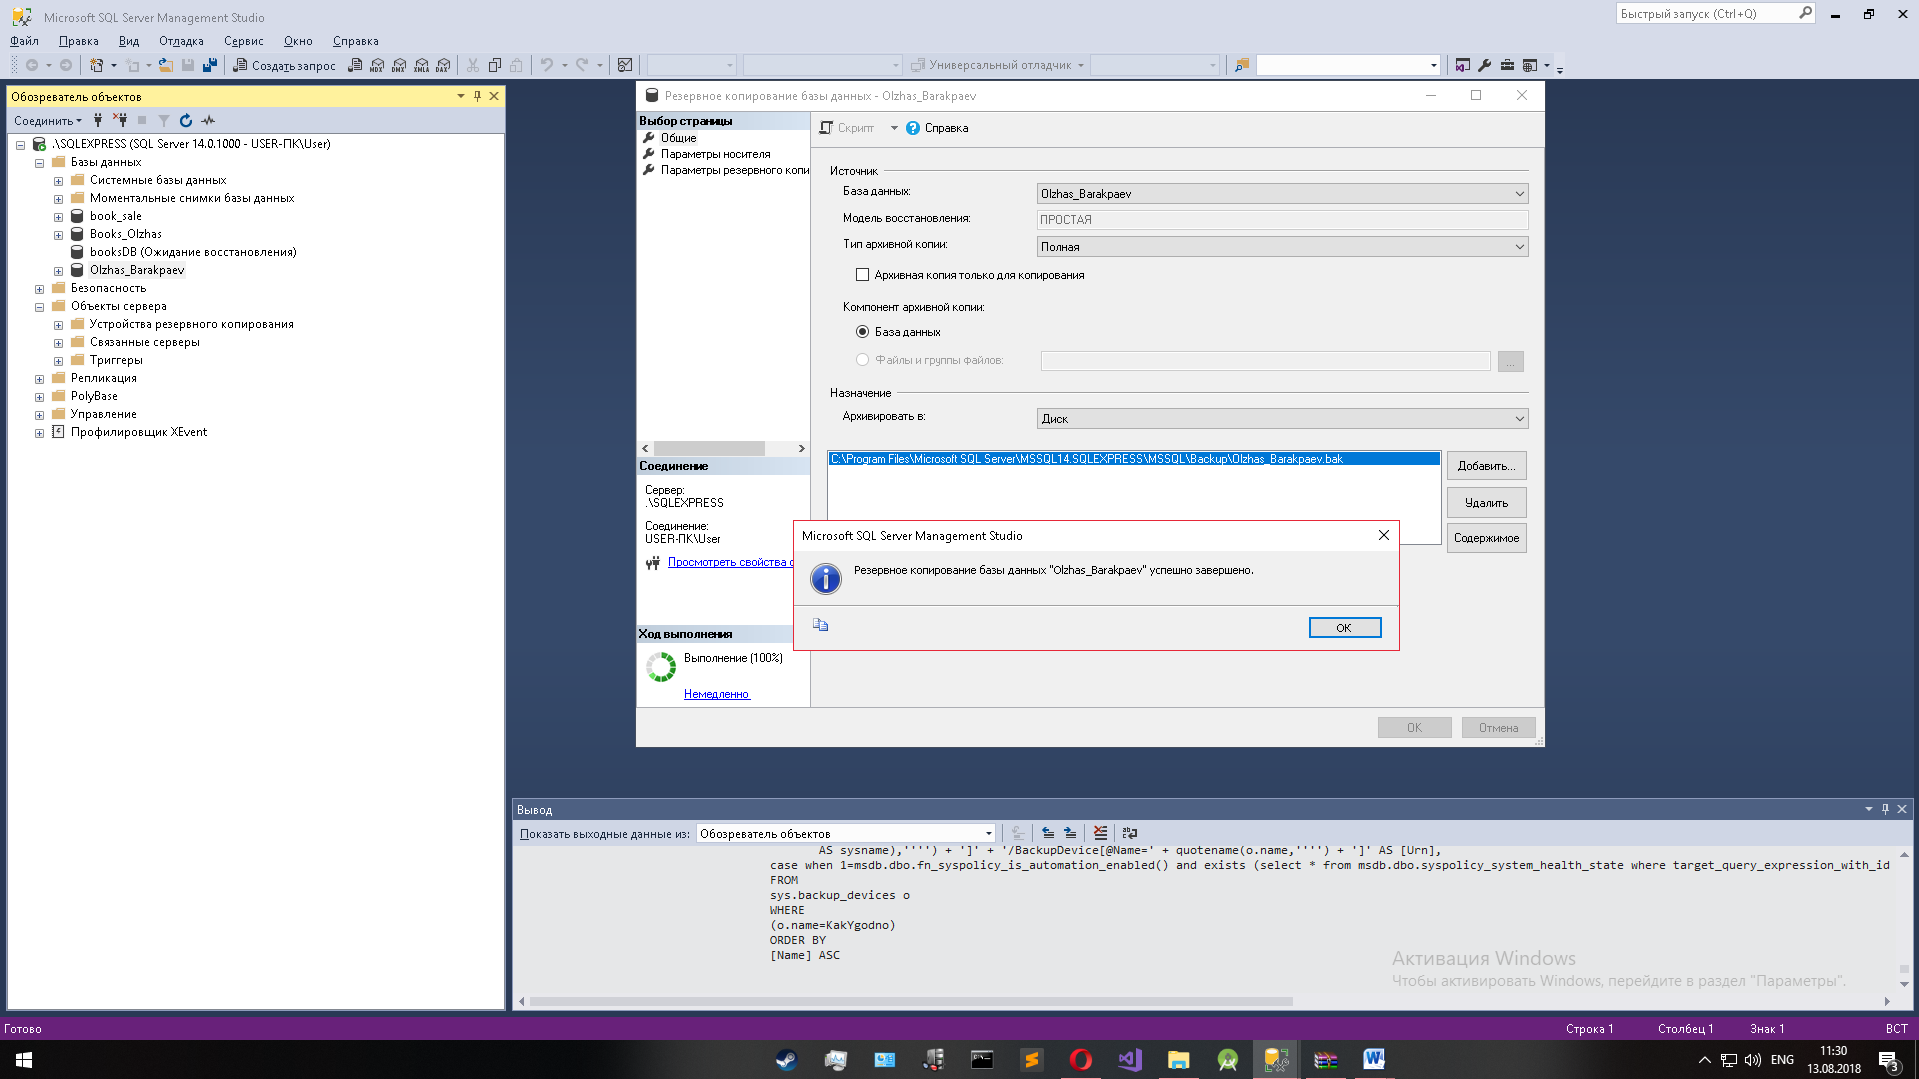 Microsoft SQL Server Management Studio
Быстрый запуск (Ctrl+Q)
Файл Правка Вид Отладка Сервис Окно Справка
Создать запрос
MDX DMX XMLA DAX
Универсальный отладчик
Обозреватель объектов
Соединить
.\SQLEXPRESS (SQL Server 14.0.1000 - USER-ПК\User)
Базы данных
Системные базы данных
Моментальные снимки базы данных
book_sale
Books_Olzhas
booksDB (Ожидание восстановления)
Olzhas_Barakpaev
Безопасность
Объекты сервера
Устройства резервного копирования
Связанные серверы
Триггеры
Репликация
PolyBase
Управление
Профилировщик XEvent
Резервное копирование базы данных - Olzhas_Barakpaev
Выбор страницы
Общие
Параметры носителя
Параметры резервного копи
Соединение
Сервер:
.\SQLEXPRESS
Соединение:
USER-ПК\User
Просмотреть свойства с
Ход выполнения
Выполнение (100%)
Немедленно
Скрипт Справка
Источник
База данных: Olzhas_Barakpaev
Модель восстановления: ПРОСТАЯ
Тип архивной копии: Полная
Архивная копия только для копирования
Компонент архивной копии:
База данных
Файлы и группы файлов: ...
Назначение
Архивировать в: Диск
C:\Program Files\Microsoft SQL Server\MSSQL14.SQLEXPRESS\MSSQL\Backup\Olzhas_Barakpaev.bak
Добавить...
Удалить
Содержимое
Microsoft SQL Server Management Studio
Резервное копирование базы данных "Olzhas_Barakpaev" успешно завершено.
ОК
ОК Отмена
Вывод
Показать выходные данные из: Обозреватель объектов
AS sysname),'''') + ']' + '/BackupDevice[@Name=' + quotename(o.name,'''') + ']' AS [Urn],
case when 1=msdb.dbo.fn_syspolicy_is_automation_enabled() and exists (select * from msdb.dbo.syspolicy_system_health_state where target_query_expression_with_id
FROM
sys.backup_devices o
WHERE
(o.name=KakYgodno)
ORDER BY
[Name] ASC
Активация Windows
Чтобы активировать Windows, перейдите в раздел "Параметры".
Готово Строка 1 Столбец 1 Знак 1 ВСТ
ENG
11:30
13.08.2018
3